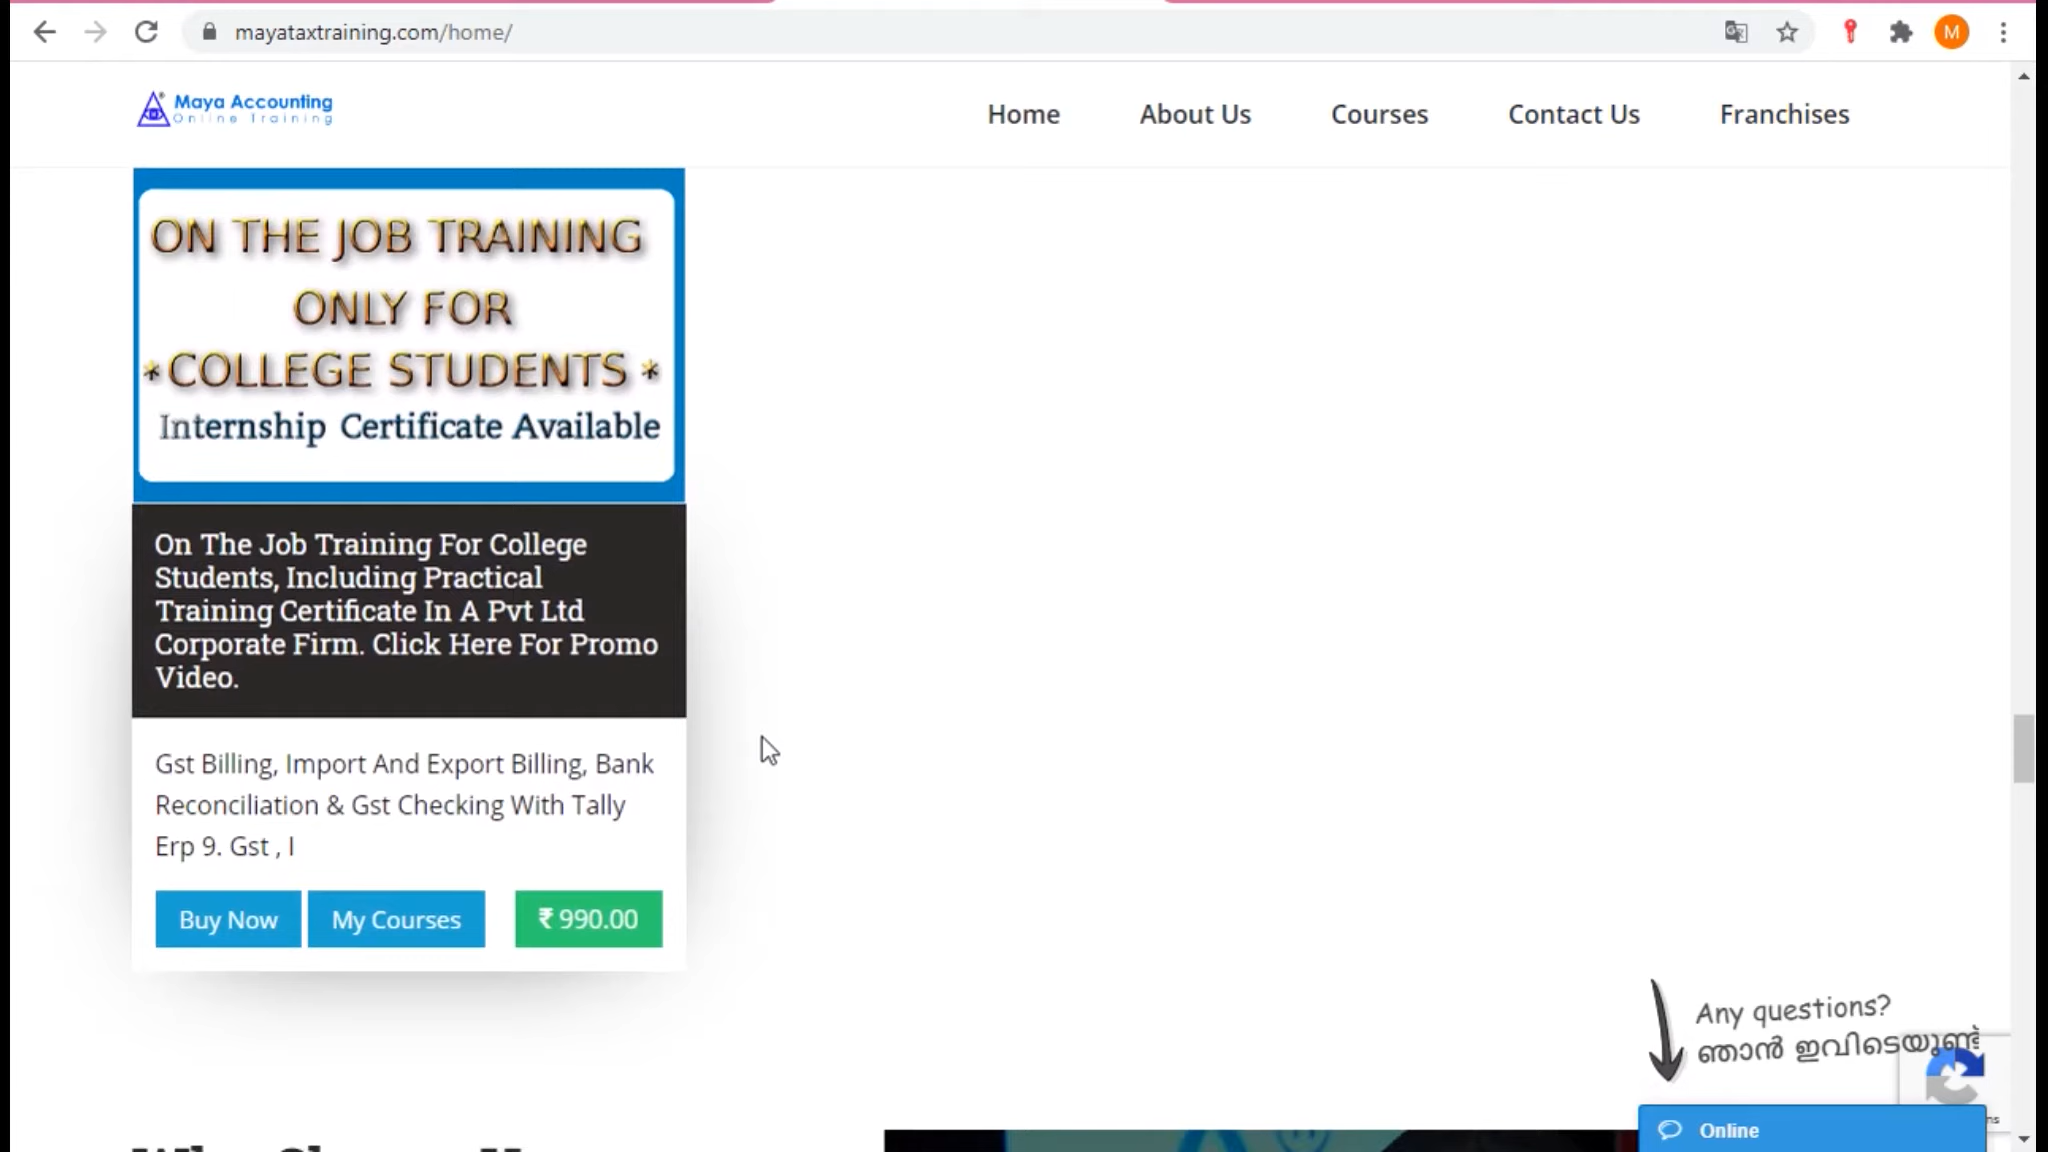 mayataxtraining.com/home/
M
Maya Accounting
Online Training
Home
About Us
Courses
Contact Us
Franchises
ON THE JOB TRAINING
ONLY FOR
*COLLEGE STUDENTS *
Internship Certificate Available
On The Job Training For College
Students, Including Practical
Training Certificate In A Pvt Ltd
Corporate Firm. Click Here For Promo
Video.
Gst Billing, Import And Export Billing, Bank
Reconciliation & Gst Checking With Tally
Erp 9. Gst , I
Buy Now
My Courses
₹ 990.00
Any questions?
ഞാൻ ഇവിടെയുണ്ട്
Online